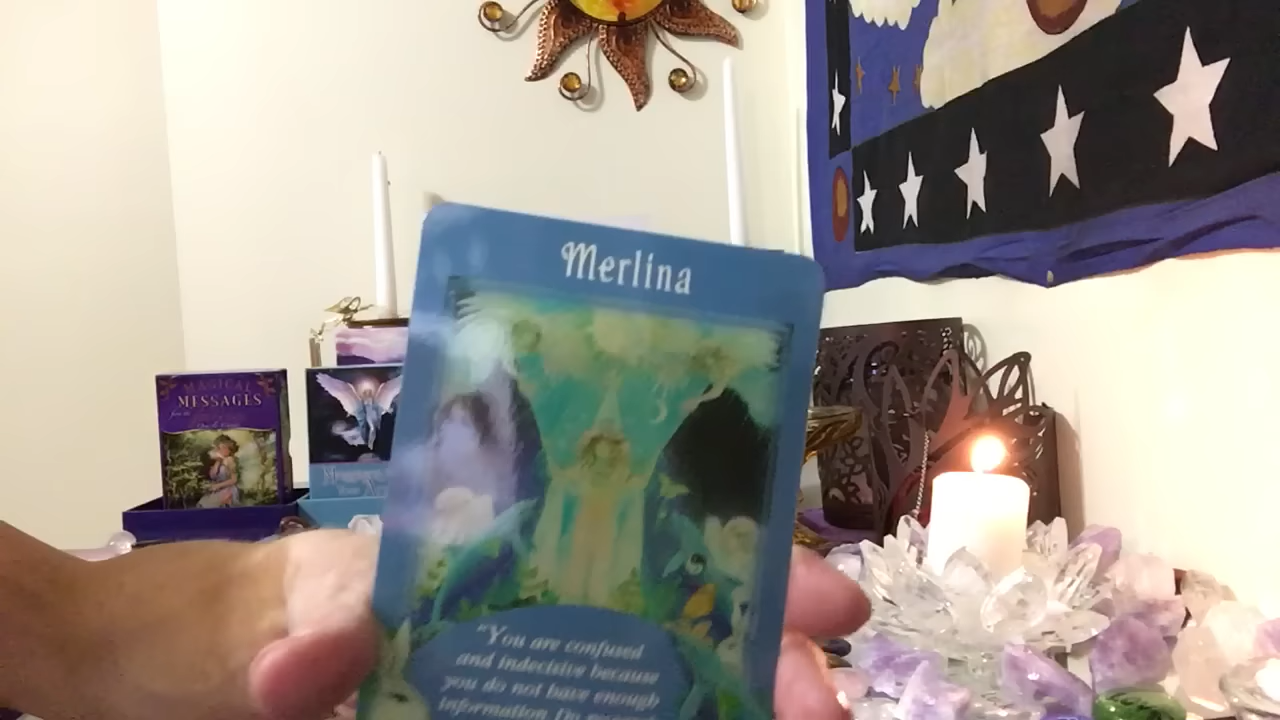 Merlina
"You are confused
and indecisive because
you do not have enough
information.
MAGICAL
MESSAGES